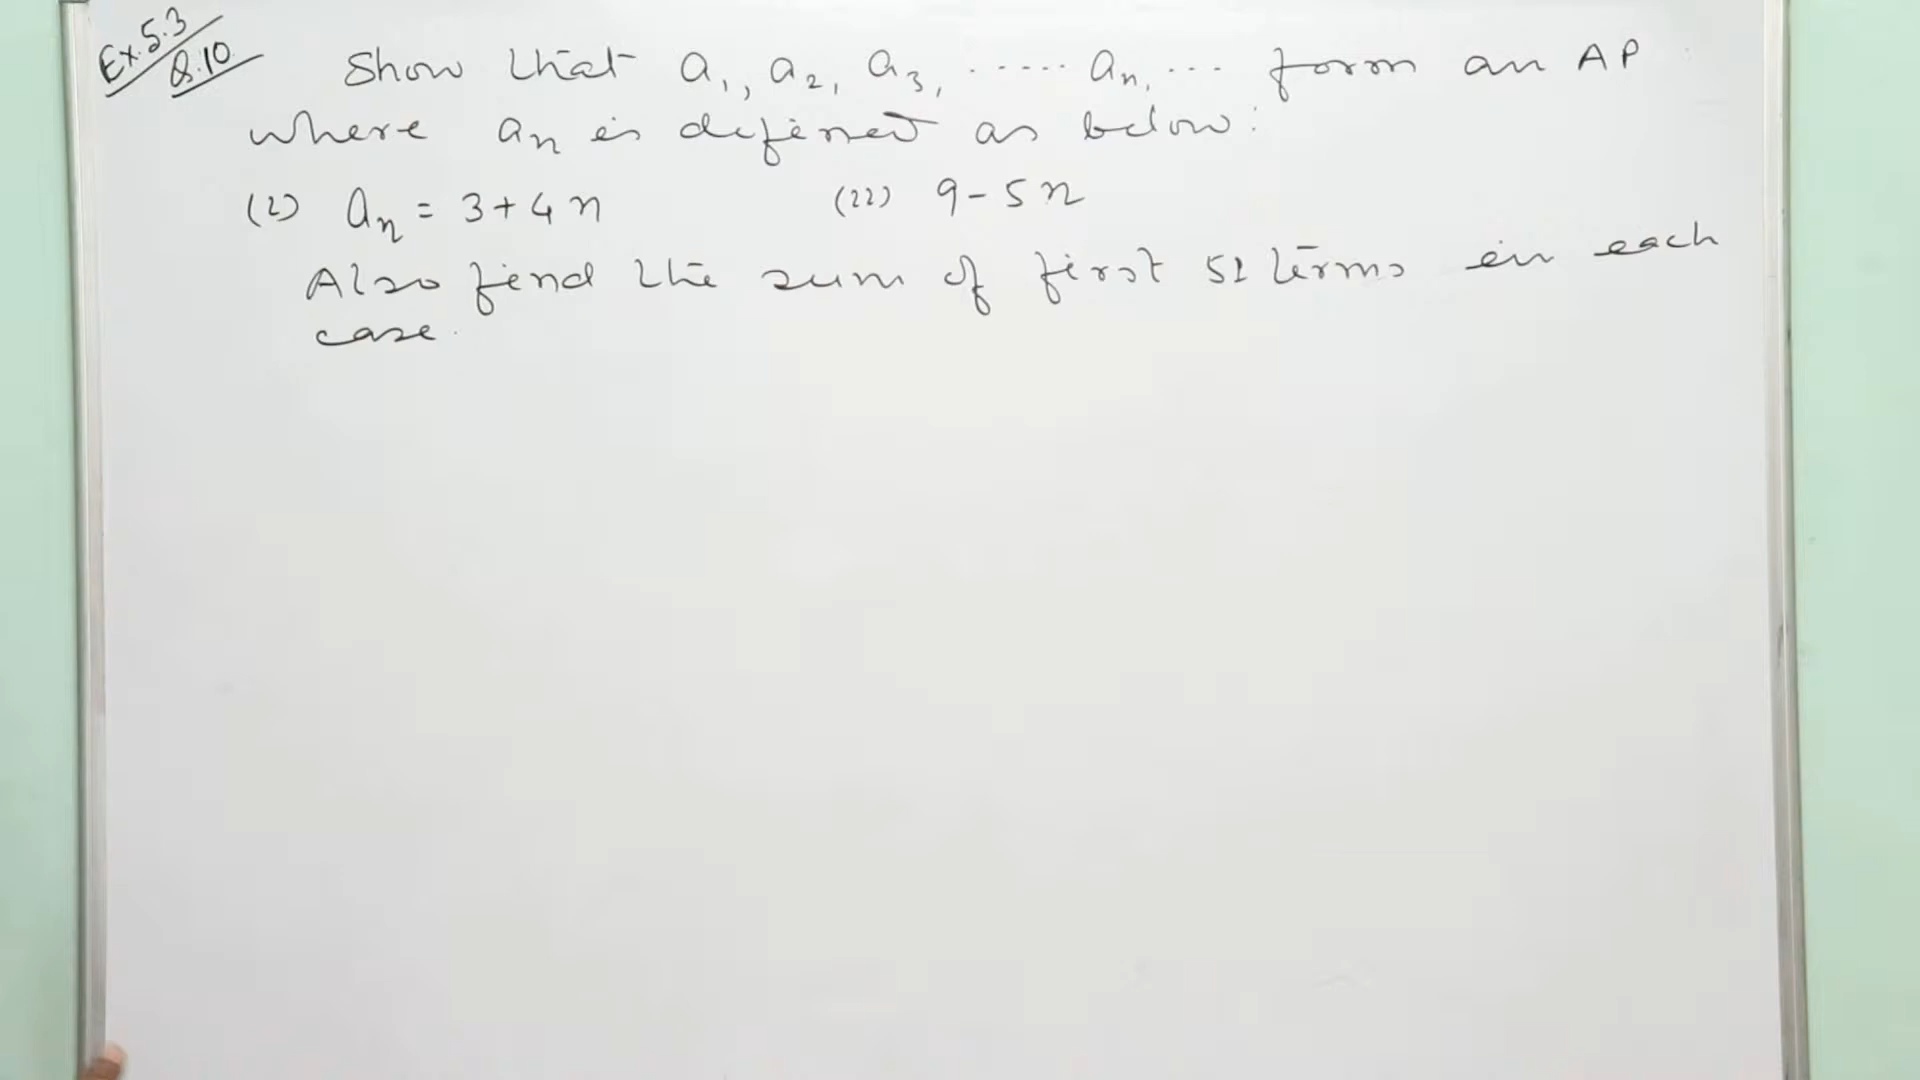 Ex. 5.3
Q.10.
Show that a₁, a₂, a₃, ...... aₙ, ... form an AP
where aₙ is defined as below:
(i) aₙ = 3 + 4n (ii) 9 - 5n
Also find the sum of first 51 terms in each
case.